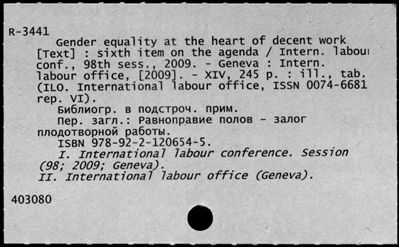 R-3441
Gender equality at the heart of decent work
[Text] : sixth item on the agenda / Intern. labour
conf., 98th sess., 2009. - Geneva : Intern.
labour office, [2009]. - XIV, 245 p. : ill., tab.
(ILO. International labour office, ISSN 0074-6681
rep. VI).
Библиогр. в подстроч. прим.
Пер. загл.: Равноправие полов - залог
плодотворной работы.
ISBN 978-92-2-120654-5.
I. International labour conference. Session
(98; 2009; Geneva).
II. International labour office (Geneva).
403080